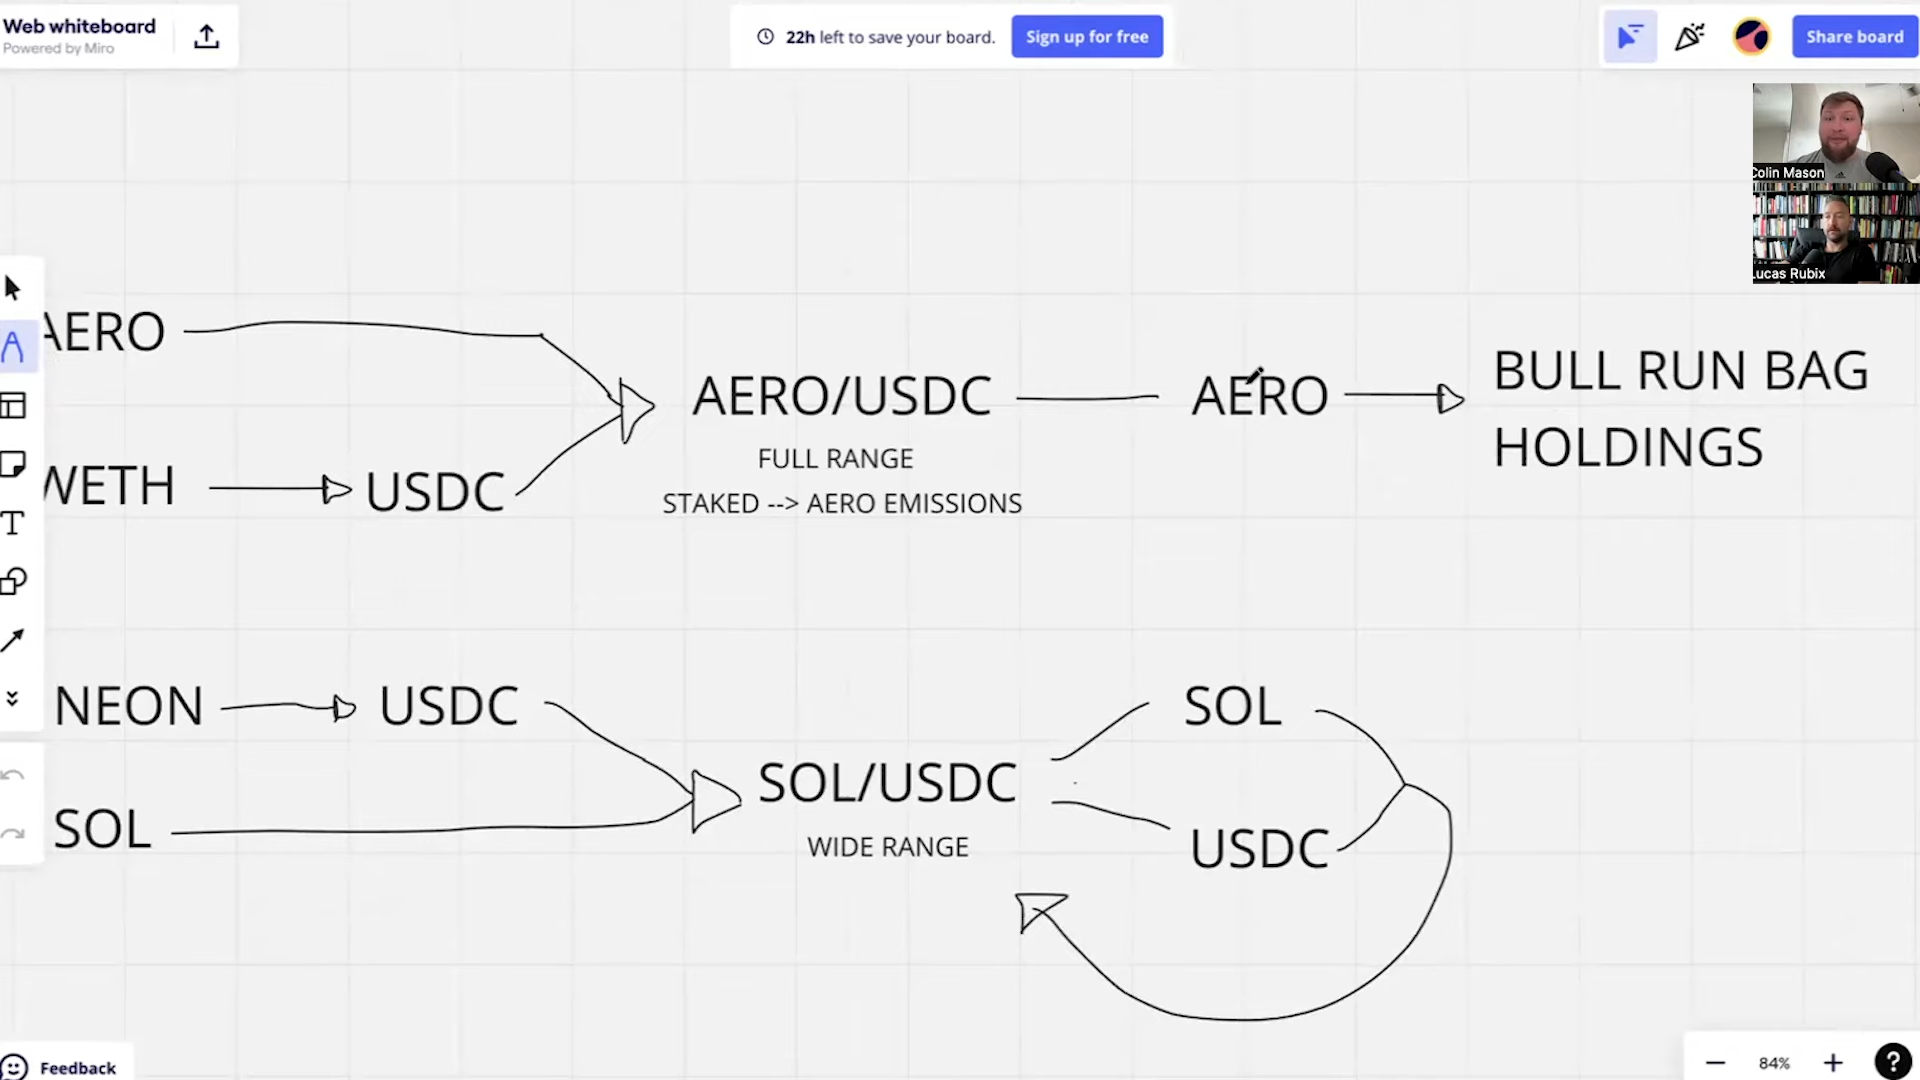 Web whiteboard
Powered by Miro
22h left to save your board.
Sign up for free
Share board
Colin Mason
Lucas Rubix
AERO
WETH
USDC
AERO/USDC
FULL RANGE
STAKED --> AERO EMISSIONS
AERO
BULL RUN BAG
HOLDINGS
NEON
USDC
SOL
SOL/USDC
WIDE RANGE
SOL
USDC
Feedback
84%